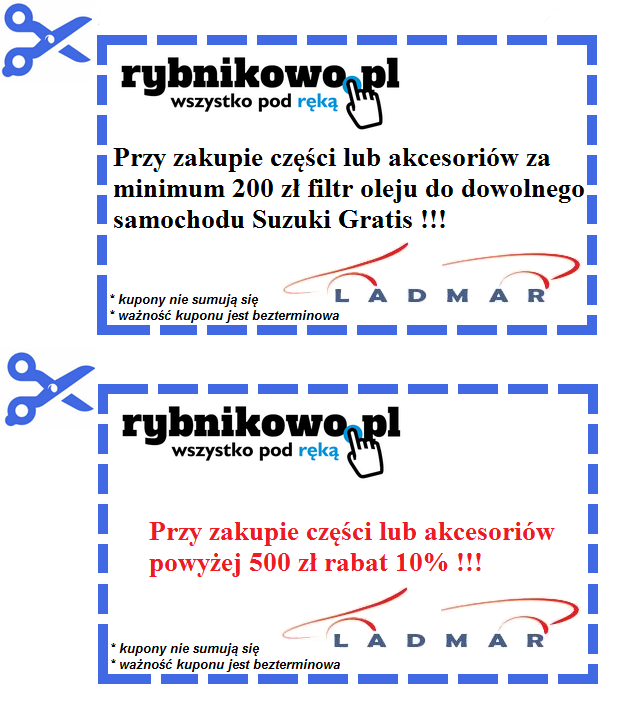 rybnikowo.pl
wszystko pod ręką
Przy zakupie części lub akcesoriów za
minimum 200 zł filtr oleju do dowolnego
samochodu Suzuki Gratis !!!
LADMAR
* kupony nie sumują się
* ważność kuponu jest bezterminowa
rybnikowo.pl
wszystko pod ręką
Przy zakupie części lub akcesoriów
powyżej 500 zł rabat 10% !!!
LADMAR
* kupony nie sumują się
* ważność kuponu jest bezterminowa